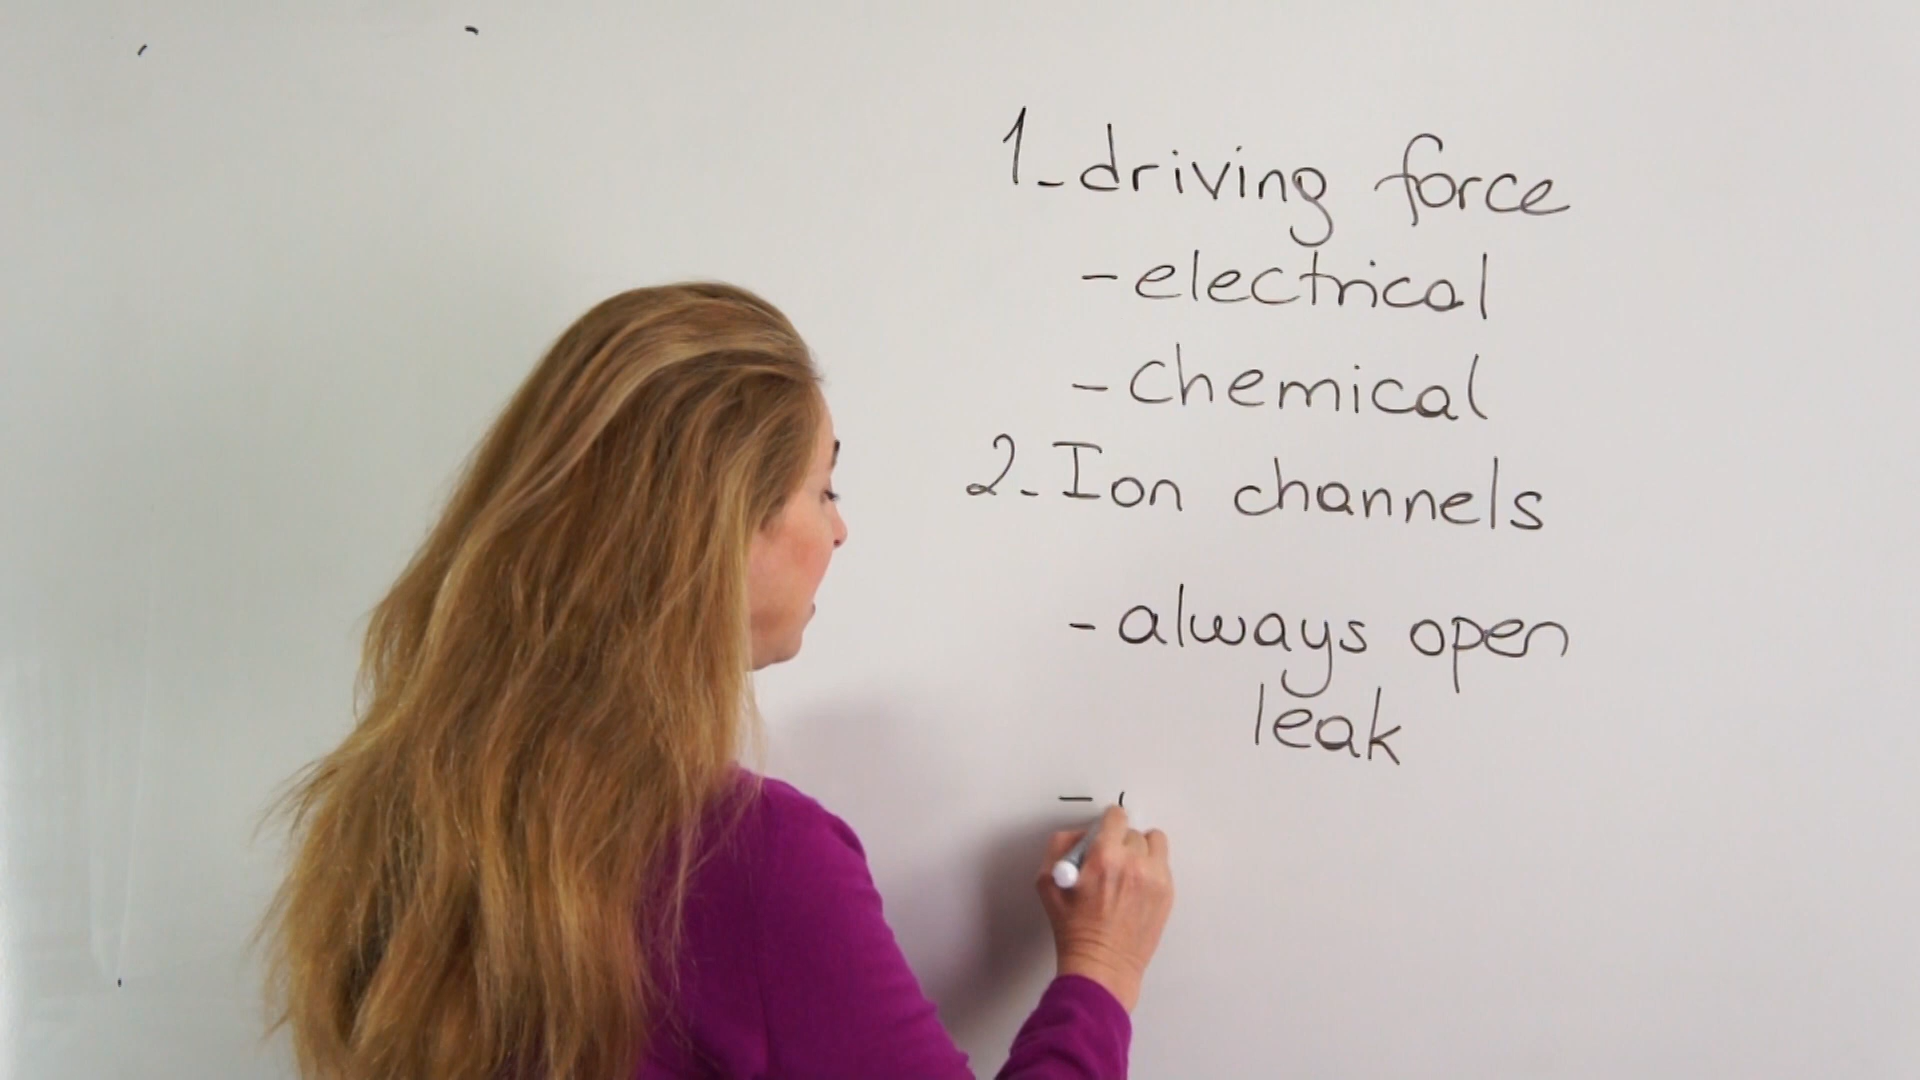 1-driving force
-electrical
-chemical
2-Ion channels
-always open
leak
-